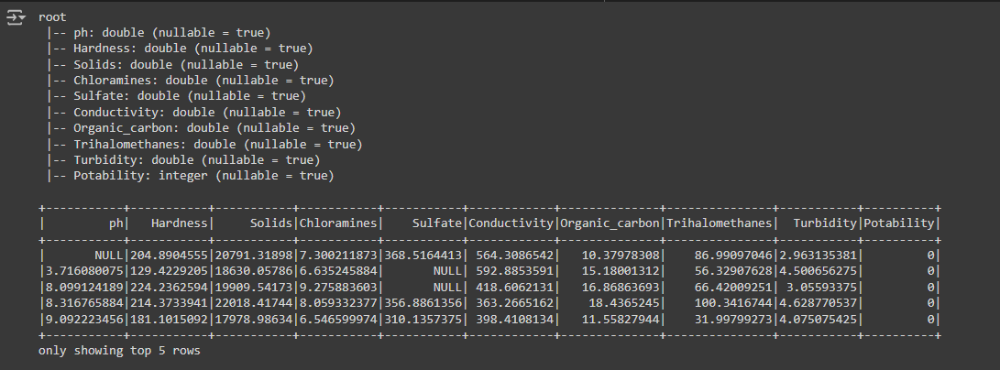 root
 |-- ph: double (nullable = true)
 |-- Hardness: double (nullable = true)
 |-- Solids: double (nullable = true)
 |-- Chloramines: double (nullable = true)
 |-- Sulfate: double (nullable = true)
 |-- Conductivity: double (nullable = true)
 |-- Organic_carbon: double (nullable = true)
 |-- Trihalomethanes: double (nullable = true)
 |-- Turbidity: double (nullable = true)
 |-- Potability: integer (nullable = true)

+-----------+-----------+-----------+-----------+-----------+------------+--------------+---------------+-----------+----------+
|         ph|   Hardness|     Solids|Chloramines|    Sulfate|Conductivity|Organic_carbon|Trihalomethanes|  Turbidity|Potability|
+-----------+-----------+-----------+-----------+-----------+------------+--------------+---------------+-----------+----------+
|       NULL|204.8904555|20791.31898|7.300211873|368.5164413| 564.3086542|   10.37978308|    86.99097046|2.963135381|         0|
|3.716080075|129.4229205|18630.05786|6.635245884|       NULL| 592.8853591|   15.18001312|    56.32907628|4.500656275|         0|
|8.099124189|224.2362594|19909.54173|9.275883603|       NULL| 418.6062131|   16.86863693|    66.42009251| 3.05593375|         0|
|8.316765884|214.3733941|22018.41744|8.059332377|356.8861356| 363.2665162|    18.4365245|    100.3416744|4.628770537|         0|
|9.092223456|181.1015092|17978.98634|6.546599974|310.1357375| 398.4108134|   11.55827944|    31.99799273|4.075075425|         0|
+-----------+-----------+-----------+-----------+-----------+------------+--------------+---------------+-----------+----------+
only showing top 5 rows